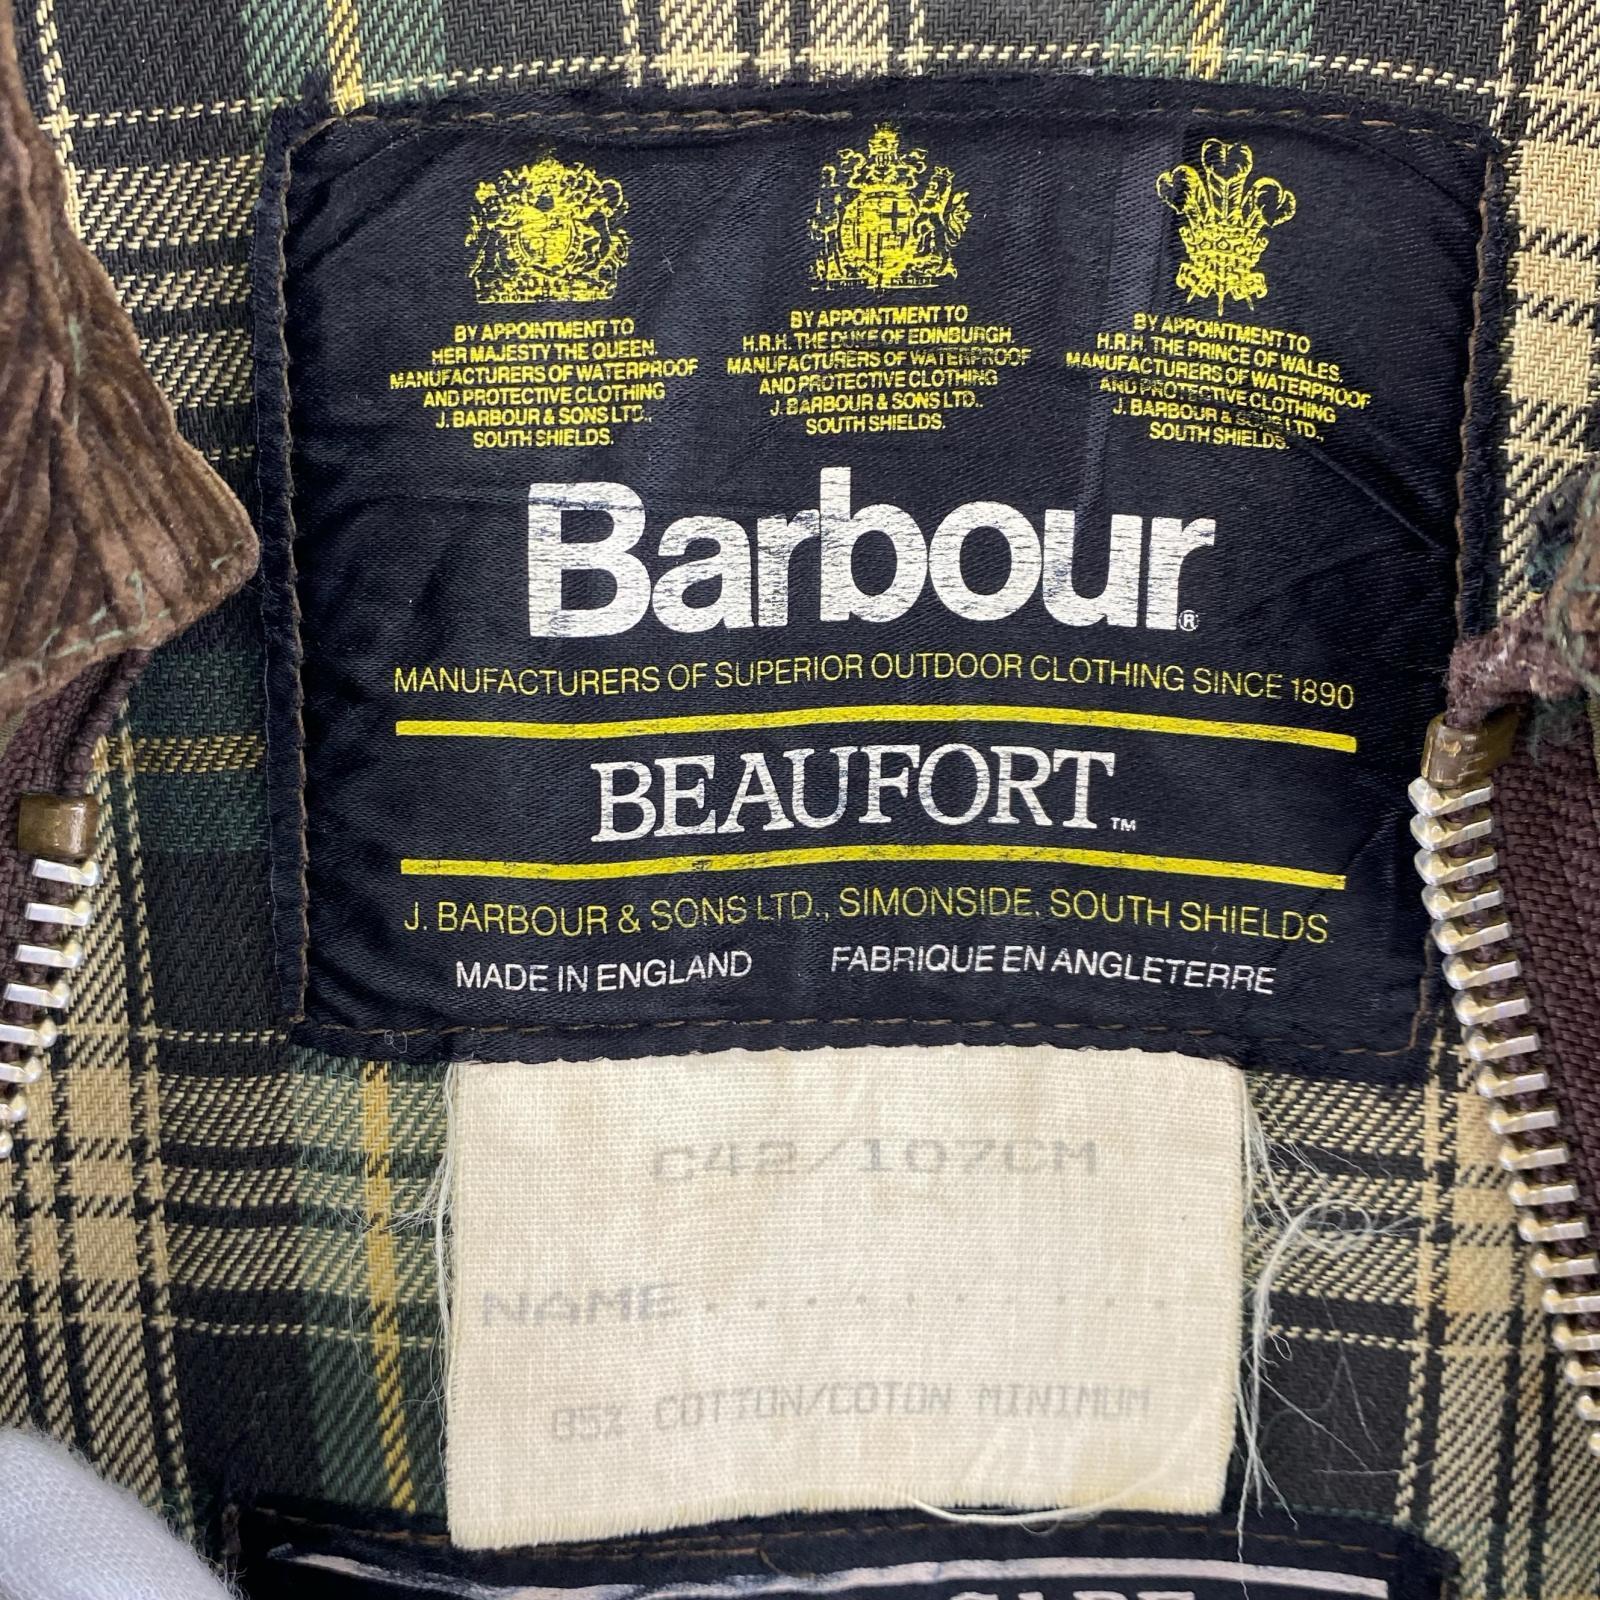 BY APPOINTMENT TO
HER MAJESTY THE QUEEN.
MANUFACTURERS OF WATERPROOF
AND PROTECTIVE CLOTHING
J. BARBOUR & SONS LTD.,
SOUTH SHIELDS.
BY APPOINTMENT TO
H.R.H. THE DUKE OF EDINBURGH.
MANUFACTURERS OF WATERPROOF
AND PROTECTIVE CLOTHING
J. BARBOUR & SONS LTD..
SOUTH SHIELDS.
BY APPOINTMENT TO
H.R.H. THE PRINCE OF WALES.
MANUFACTURERS OF WATERPROOF
AND PROTECTIVE CLOTHING
J. BARBOUR & SONS LTD.,
SOUTH SHIELDS.
Barbour®
MANUFACTURERS OF SUPERIOR OUTDOOR CLOTHING SINCE 1890
BEAUFORT™
J. BARBOUR & SONS LTD., SIMONSIDE. SOUTH SHIELDS.
MADE IN ENGLAND FABRIQUE EN ANGLETERRE
C42/107CM
NAME............
85% COTTON/COTON MINIMUM